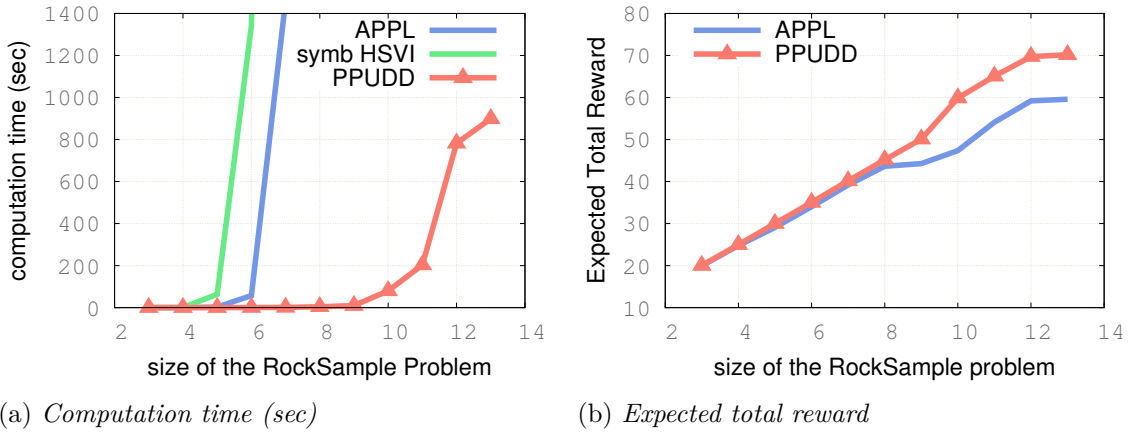 1400
1200
1000
800
600
400
200
0
computation time (sec)
APPL
symb HSVI
PPUDD
2 4 6 8 10 12 14
size of the RockSample Problem
(a) Computation time (sec)
80
70
60
50
40
30
20
10
Expected Total Reward
APPL
PPUDD
2 4 6 8 10 12 14
size of the RockSample problem
(b) Expected total reward